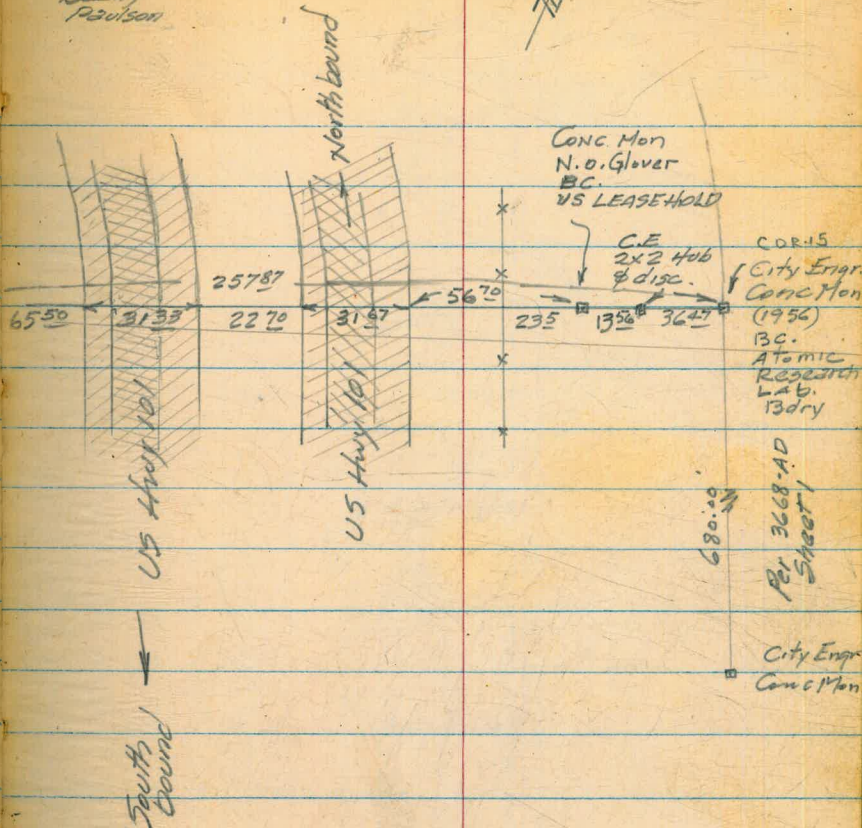 Paulson
North bound
Conc. Mon
N.O. Glover
BC.
US LEASEHOLD
C.E
2x2 Hub
& disc.
COR. 15
City Engr.
Conc Mon
(1956)
BC.
Atomic
Research
Lab.
Bdry
257 87
56 70
65 50
31 33
22 70
31 67
235
13 56
36 47
US Hwy 101
US Hwy 101
680.00
Per 3668-AD
Sheet 1
City Engr
Conc Mon
South
bound